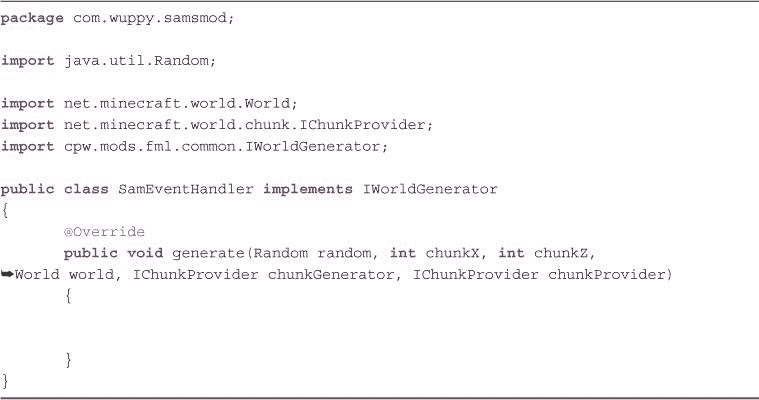 package com.wuppy.samsmod;
import java.util.Random;
import net.minecraft.world.World;
import net.minecraft.world.chunk.IChunkProvider;
import cpw.mods.fml.common.IWorldGenerator;
public class SamEventHandler implements IWorldGenerator
{
@Override
public void generate(Random random, int chunkX, int chunkZ,
➥World world, IChunkProvider chunkGenerator, IChunkProvider chunkProvider)
{
}
}